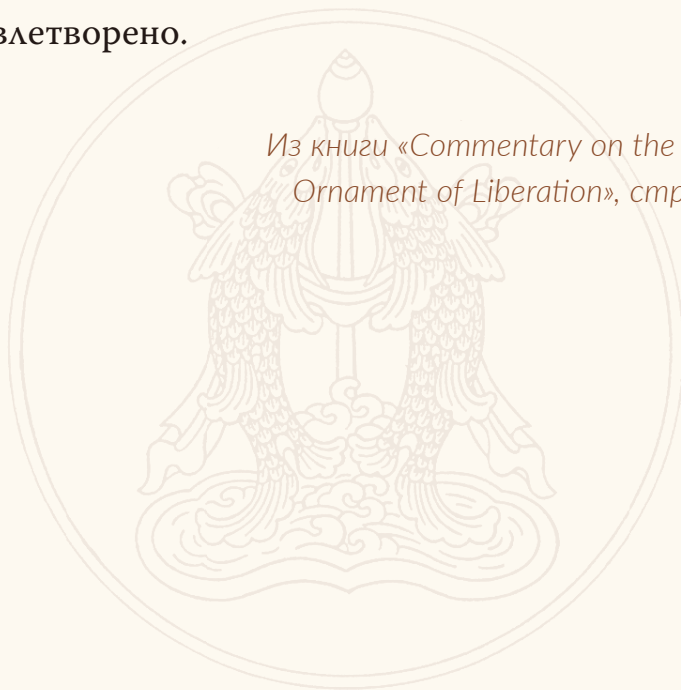 влетворено.
Из книги «Commentary on the
Ornament of Liberation», стр